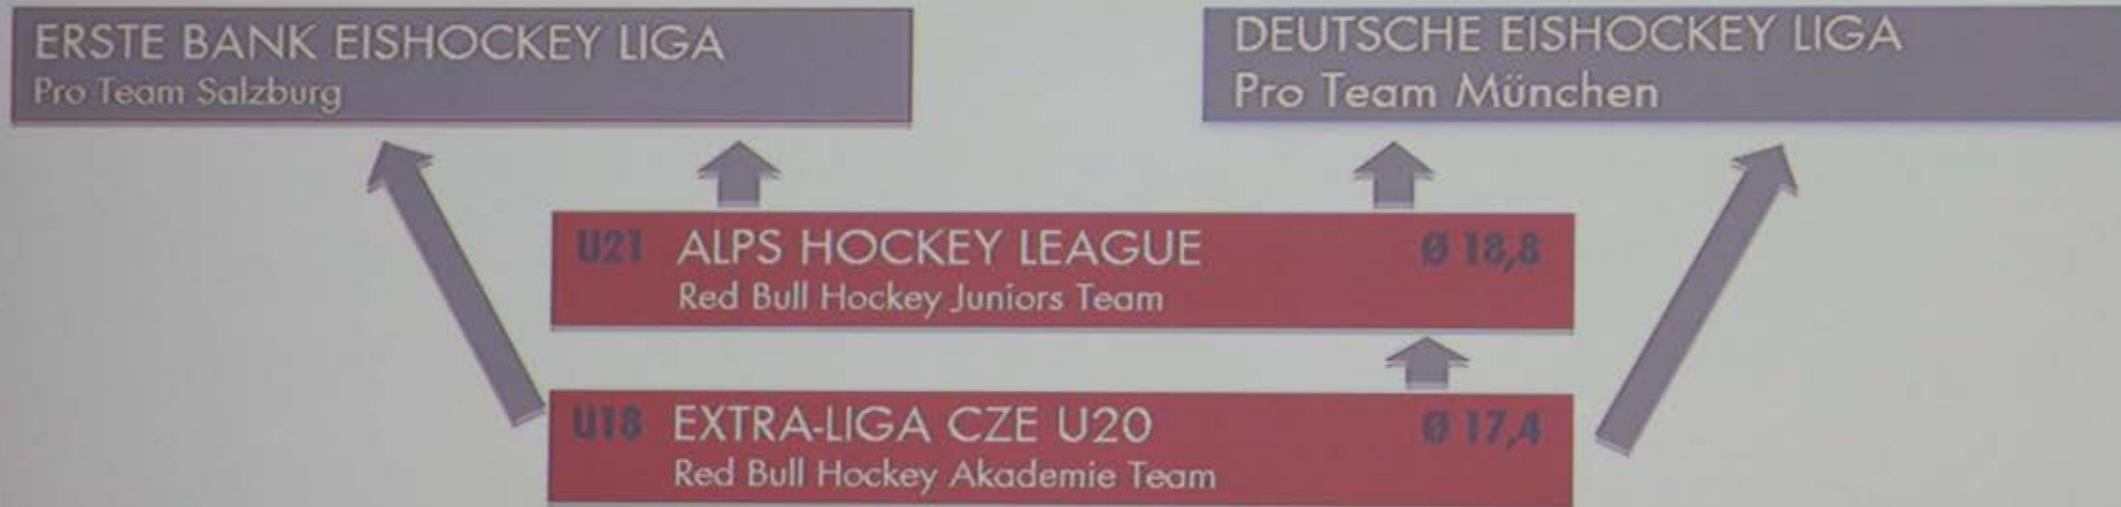 ERSTE BANK EISHOCKEY LIGA
Pro Team Salzburg
DEUTSCHE EISHOCKEY LIGA
Pro Team München
U21 ALPS HOCKEY LEAGUE Ø 18,8
Red Bull Hockey Juniors Team
U18 EXTRA-LIGA CZE U20 Ø 17,4
Red Bull Hockey Akademie Team